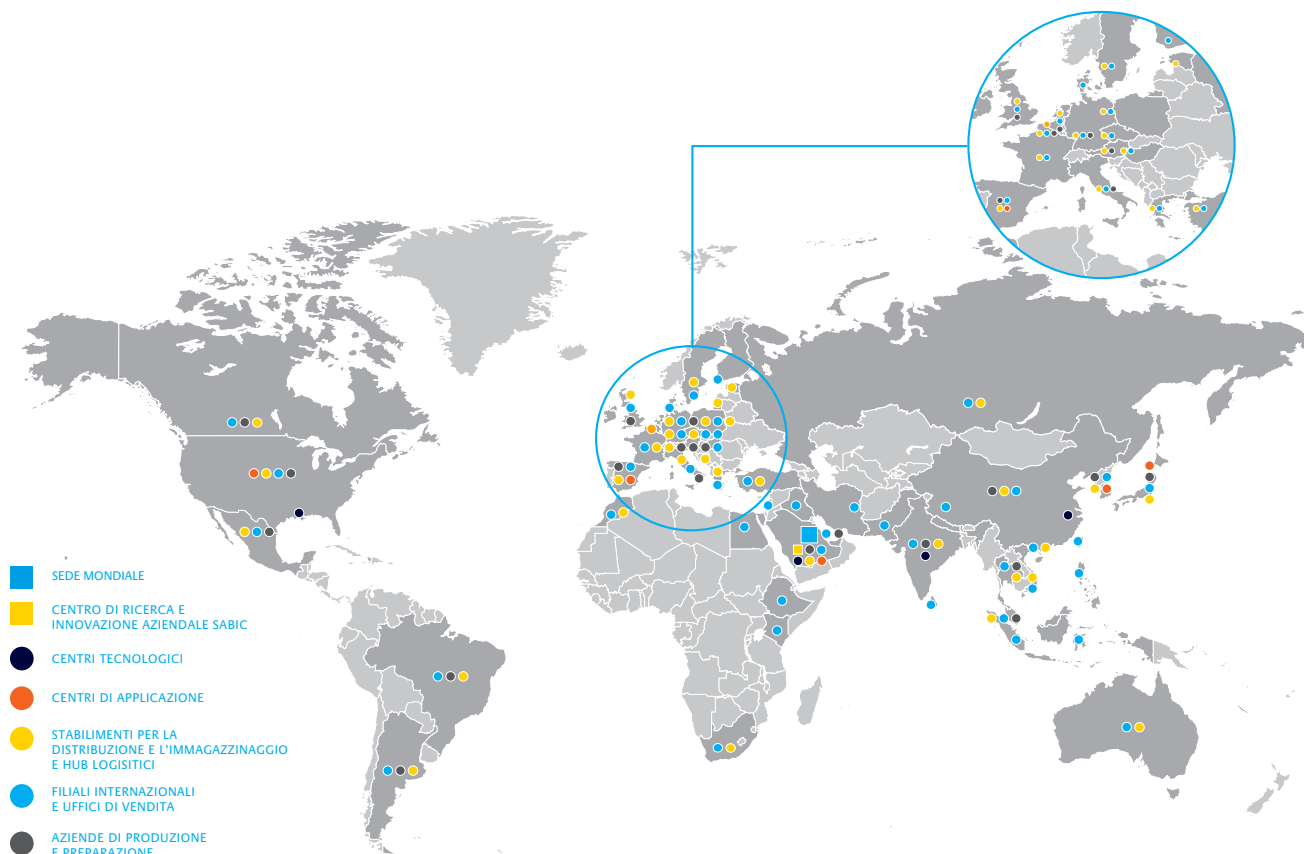 SEDE MONDIALE
CENTRO DI RICERCA E
INNOVAZIONE AZIENDALE SABIC
CENTRI TECNOLOGICI
CENTRI DI APPLICAZIONE
STABILIMENTI PER LA
DISTRIBUZIONE E L'IMMAGAZZINAGGIO
E HUB LOGISITICI
FILIALI INTERNAZIONALI
E UFFICI DI VENDITA
AZIENDE DI PRODUZIONE
E PREPARAZIONE